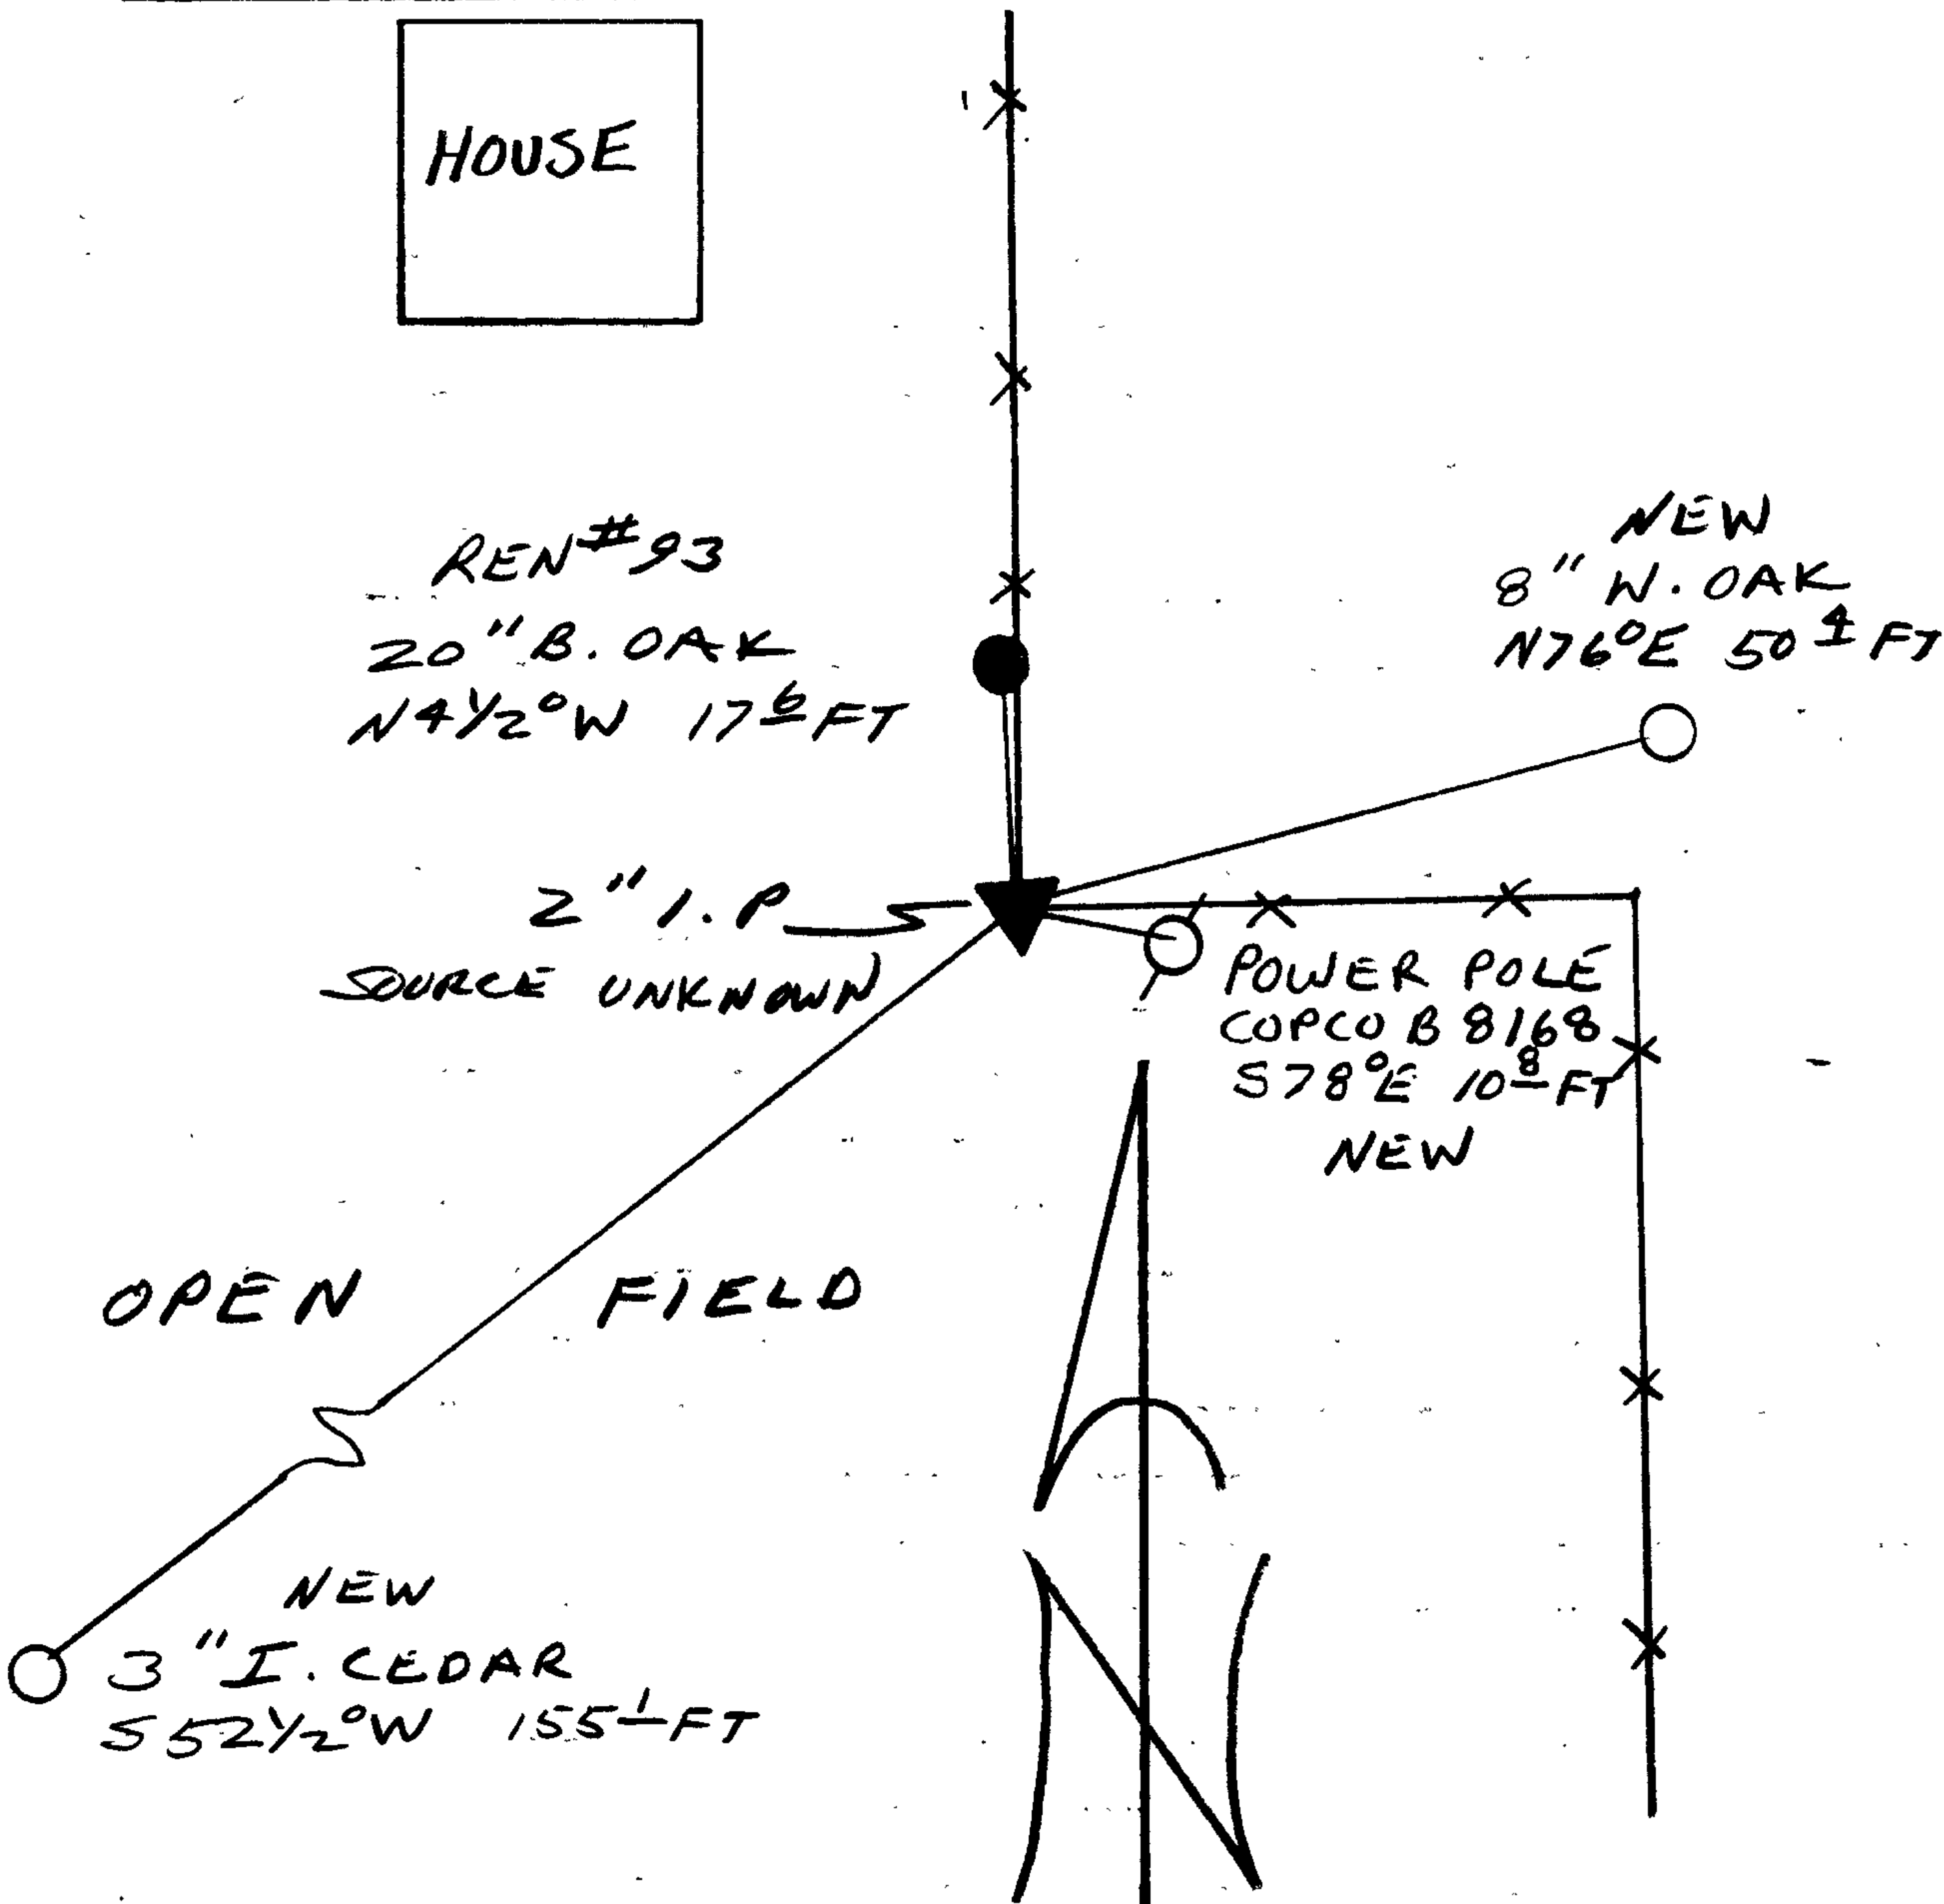 HOUSE
REN#93
20" B. OAK
N4½°W 17 6 FT
NEW
8" W. OAK
N76°E 50 4 FT
2" I.P
SOURCE UNKNOWN
POWER POLE
COPCO B 8168
S78°E 10 8 FT
NEW
OPEN FIELD
NEW
3" I. CEDAR
S52½°W 155 1 FT
N